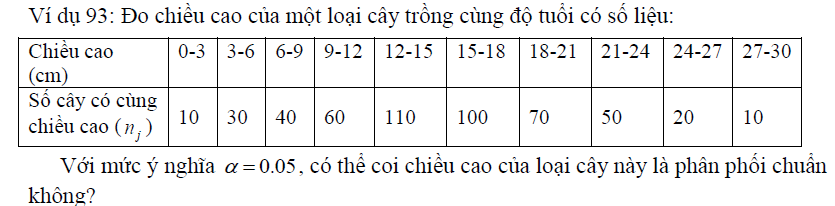 Ví dụ 93: Đo chiều cao của một loại cây trồng cùng độ tuổi có số liệu:
Chiều cao (cm) 0-3 3-6 6-9 9-12 12-15 15-18 18-21 21-24 24-27 27-30
Số cây có cùng chiều cao (n_j) 10 30 40 60 110 100 70 50 20 10
Với mức ý nghĩa α = 0.05, có thể coi chiều cao của loại cây này là phân phối chuẩn
không?